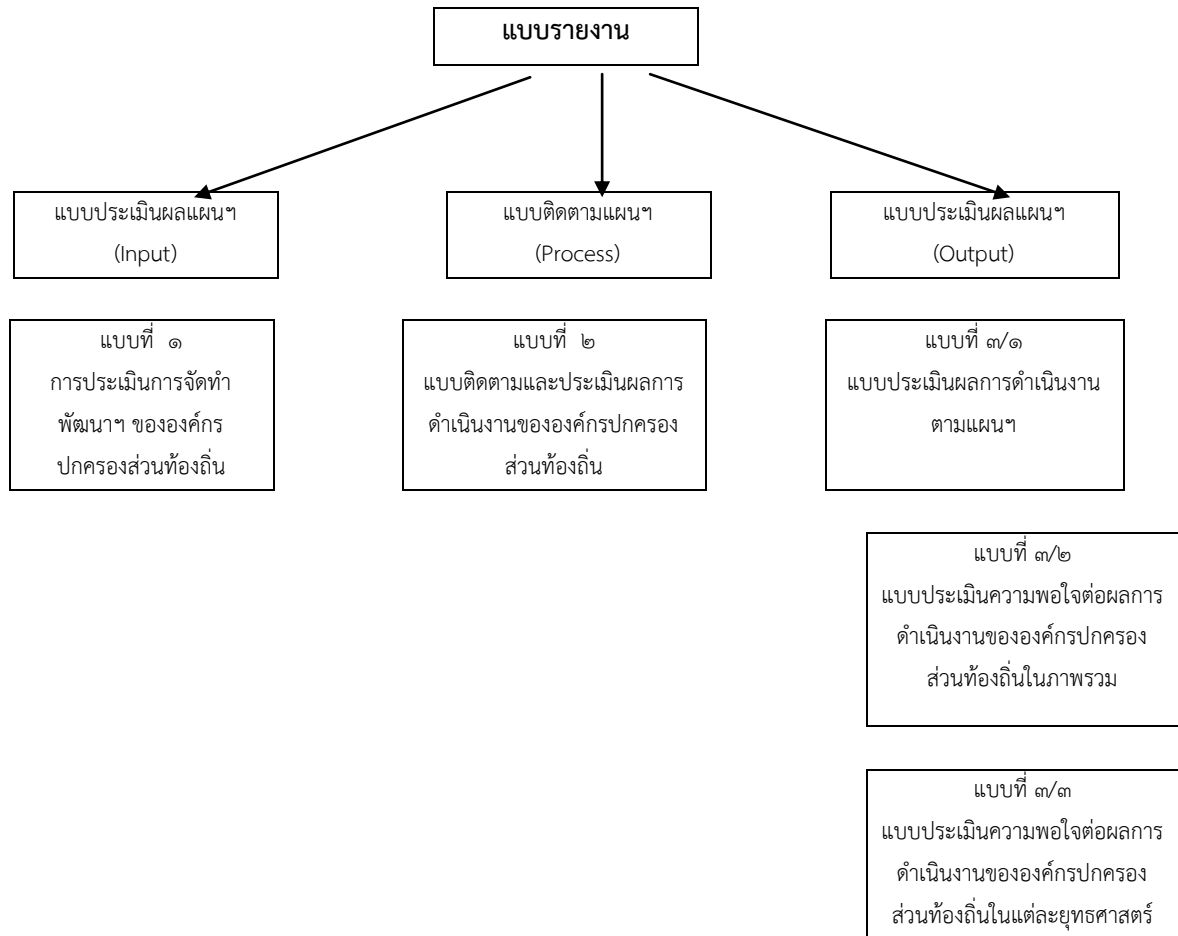 แบบรายงาน
แบบประเมินผลแผนฯ
(Input)
แบบติดตามแผนฯ
(Process)
แบบประเมินผลแผนฯ
(Output)
แบบที่ ๑
การประเมินการจัดทำ
พัฒนาฯ ขององค์กร
ปกครองส่วนท้องถิ่น
แบบที่ ๒
แบบติดตามและประเมินผลการ
ดำเนินงานขององค์กรปกครอง
ส่วนท้องถิ่น
แบบที่ ๓/๑
แบบประเมินผลการดำเนินงาน
ตามแผนฯ
แบบที่ ๓/๒
แบบประเมินความพอใจต่อผลการ
ดำเนินงานขององค์กรปกครอง
ส่วนท้องถิ่นในภาพรวม
แบบที่ ๓/๓
แบบประเมินความพอใจต่อผลการ
ดำเนินงานขององค์กรปกครอง
ส่วนท้องถิ่นในแต่ละยุทธศาสตร์